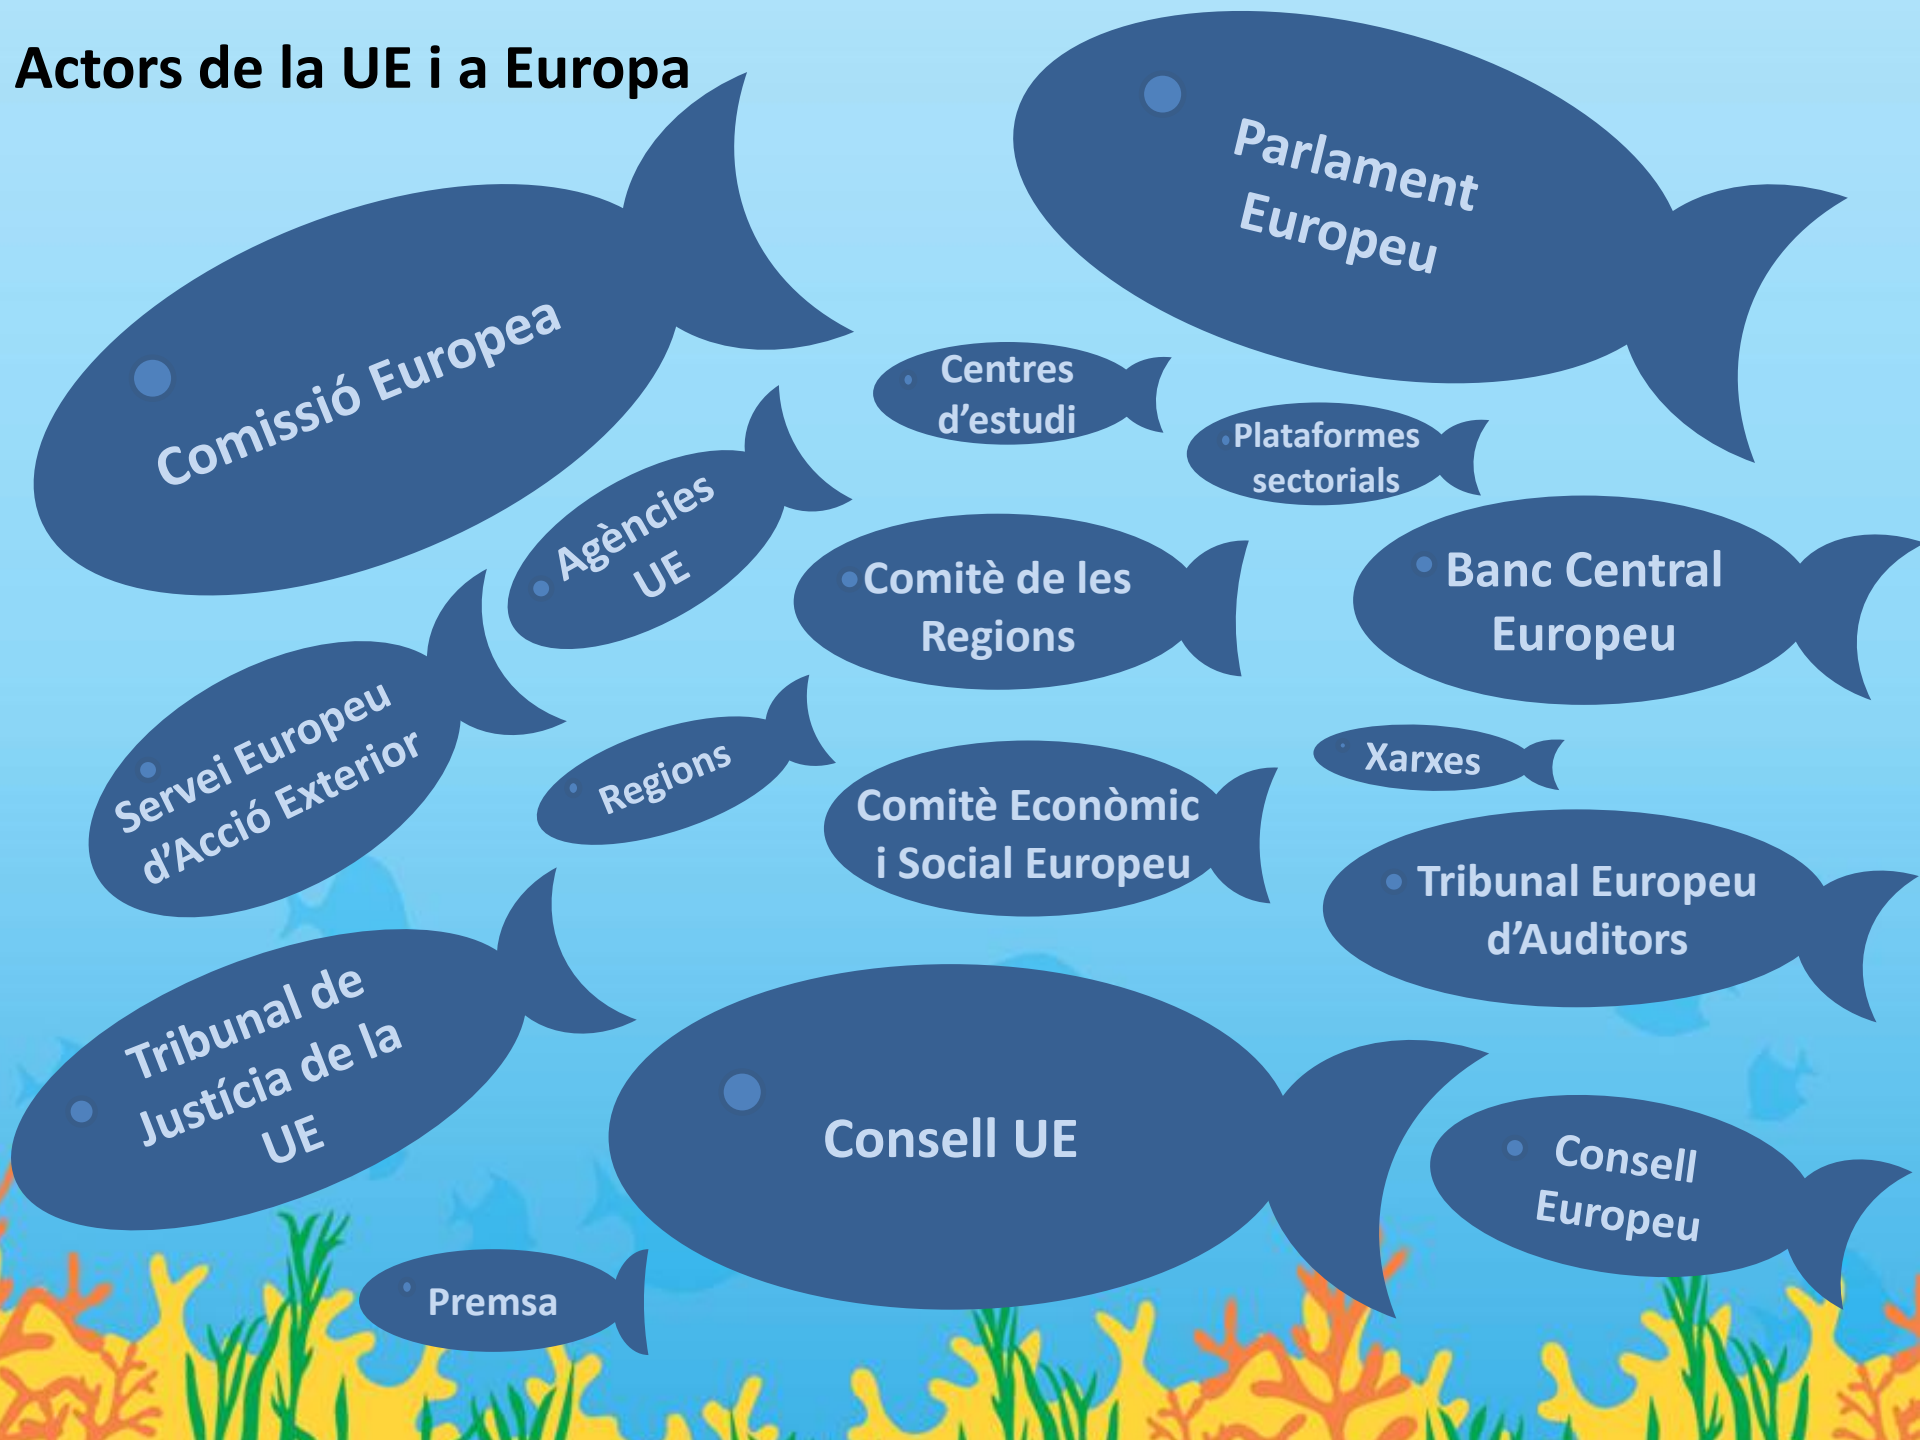 Actors de la UE i a Europa
Parlament
Europeu
Comissió Europea
Centres
d’estudi
Plataformes
sectorials
Agències
UE
Comitè de les
Regions
Banc Central
Europeu
Servei Europeu
d’Acció Exterior
Regions
Xarxes
Comitè Econòmic
i Social Europeu
Tribunal Europeu
d’Auditors
Tribunal de
Justícia de la
UE
Consell UE
Consell
Europeu
Premsa